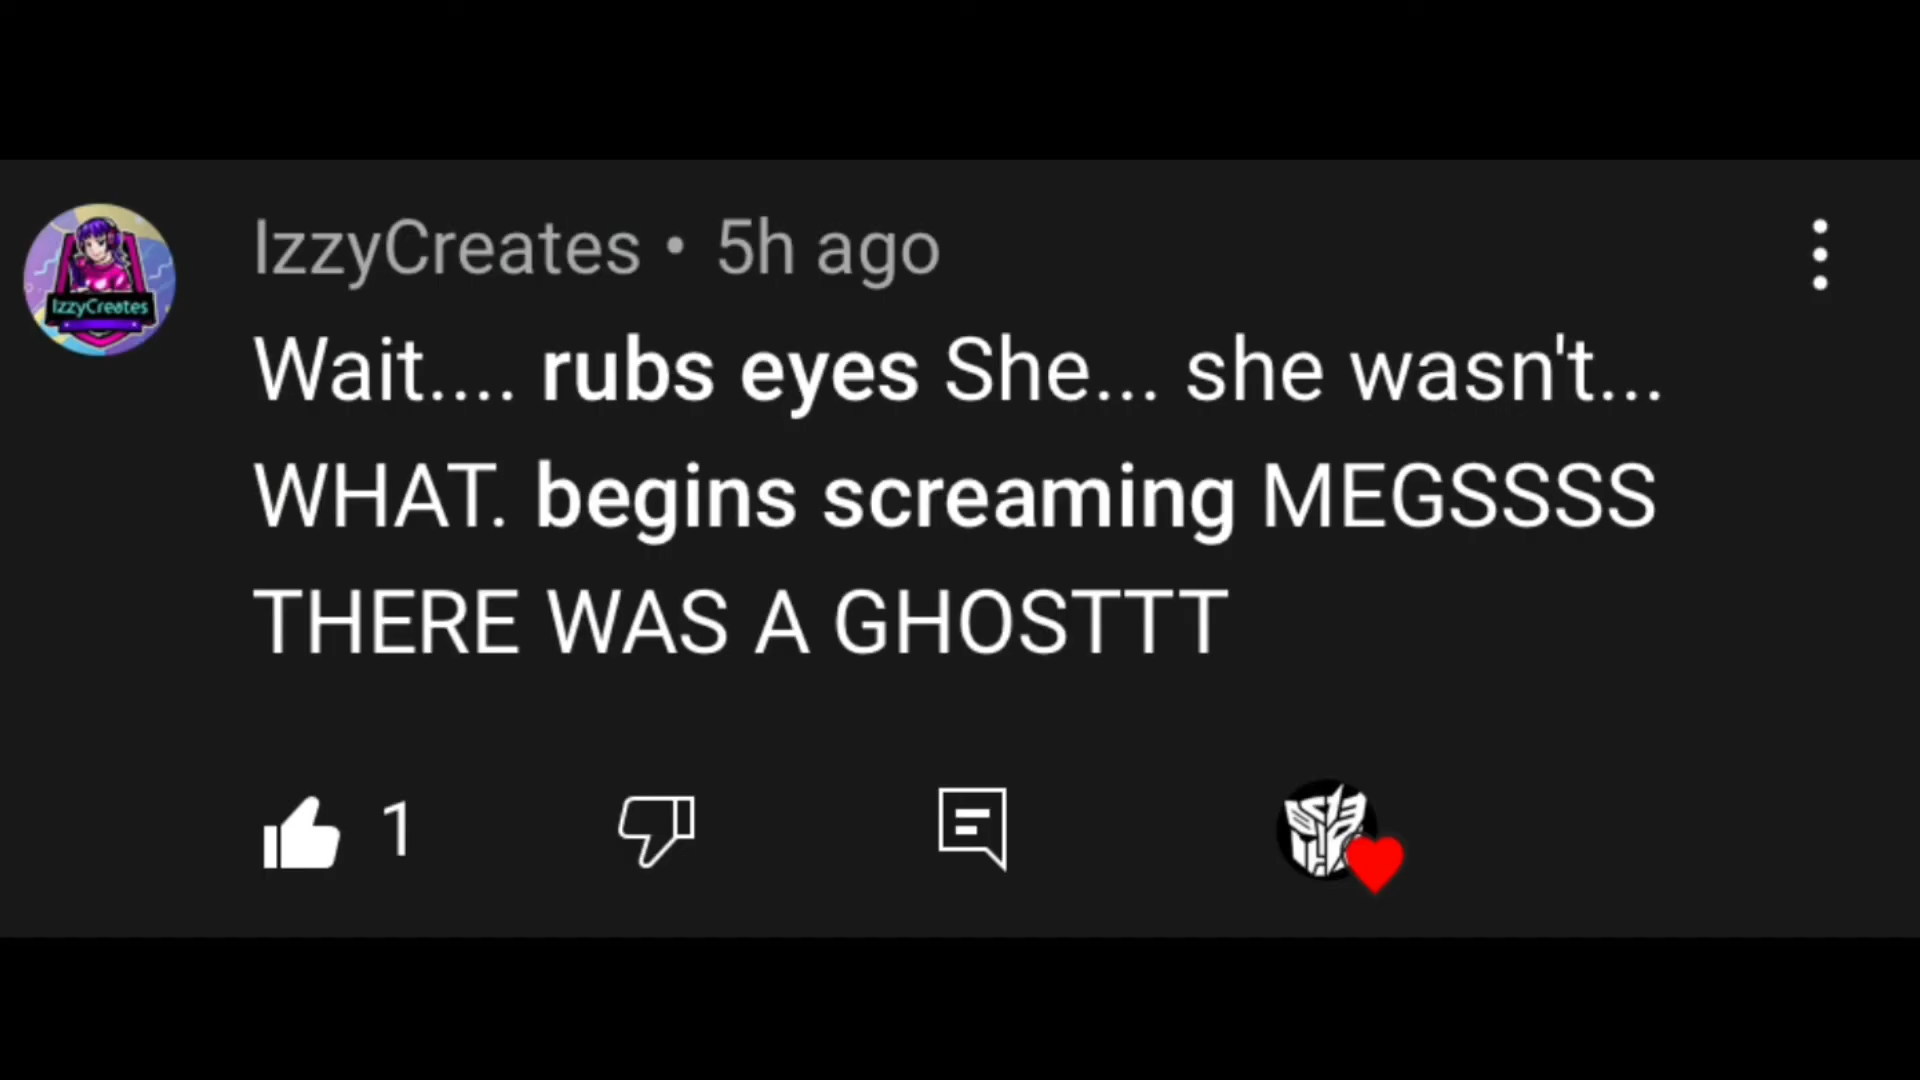 IzzyCreates • 5h ago
IzzyCreates
Wait.... rubs eyes She... she wasn't...
WHAT. begins screaming MEGSSSS
THERE WAS A GHOSTTT
1